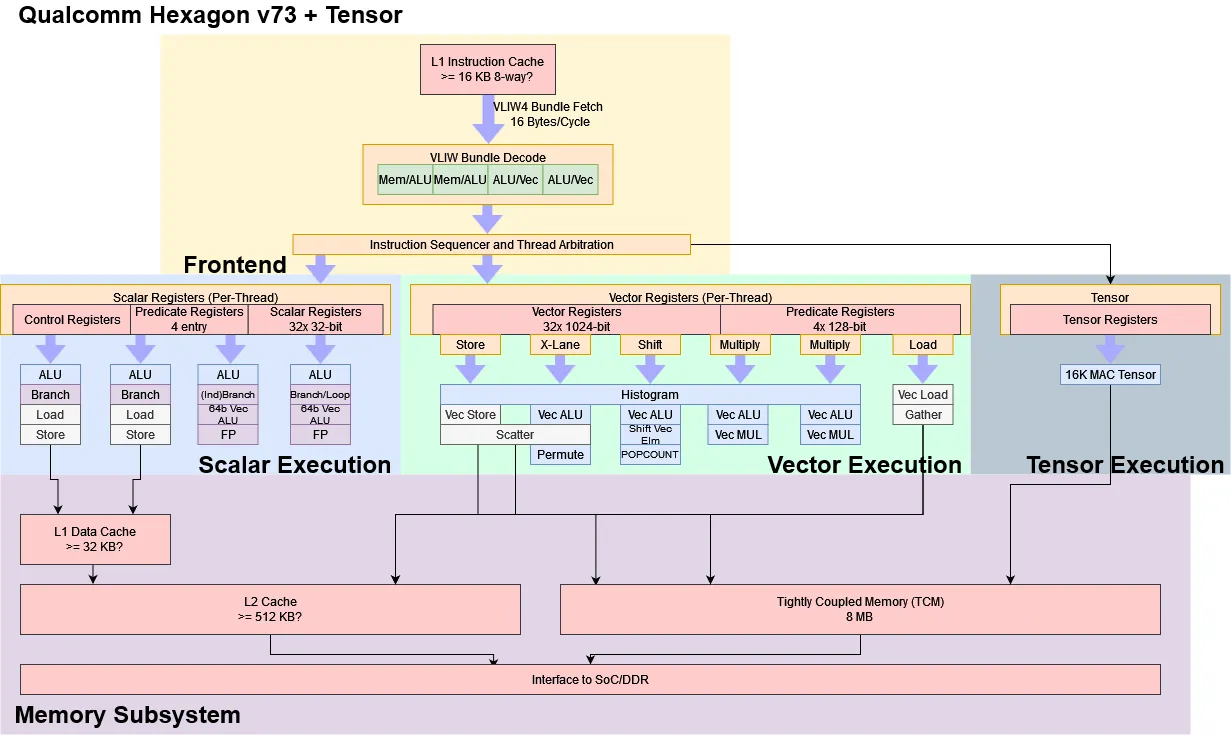 Qualcomm Hexagon v73 + Tensor
L1 Instruction Cache
>= 16 KB 8-way?
VLIW4 Bundle Fetch
16 Bytes/Cycle
VLIW Bundle Decode
Mem/ALU Mem/ALU ALU/Vec ALU/Vec
Instruction Sequencer and Thread Arbitration
Frontend
Scalar Registers (Per-Thread)
Control Registers
Predicate Registers
4 entry
Scalar Registers
32x 32-bit
ALU
Branch
Load
Store
ALU
Branch
Load
Store
ALU
(Ind)Branch
64b Vec
ALU
FP
ALU
Branch/Loop
64b Vec
ALU
FP
Scalar Execution
Vector Registers (Per-Thread)
Vector Registers
32x 1024-bit
Predicate Registers
4x 128-bit
Store
X-Lane
Shift
Multiply
Multiply
Load
Histogram
Vec Store
Scatter
Vec ALU
Permute
Vec ALU
Shift Vec
Elm
POPCOUNT
Vec ALU
Vec MUL
Vec ALU
Vec MUL
Vec Load
Gather
Vector Execution
Tensor
Tensor Registers
16K MAC Tensor
Tensor Execution
L1 Data Cache
>= 32 KB?
L2 Cache
>= 512 KB?
Tightly Coupled Memory (TCM)
8 MB
Interface to SoC/DDR
Memory Subsystem